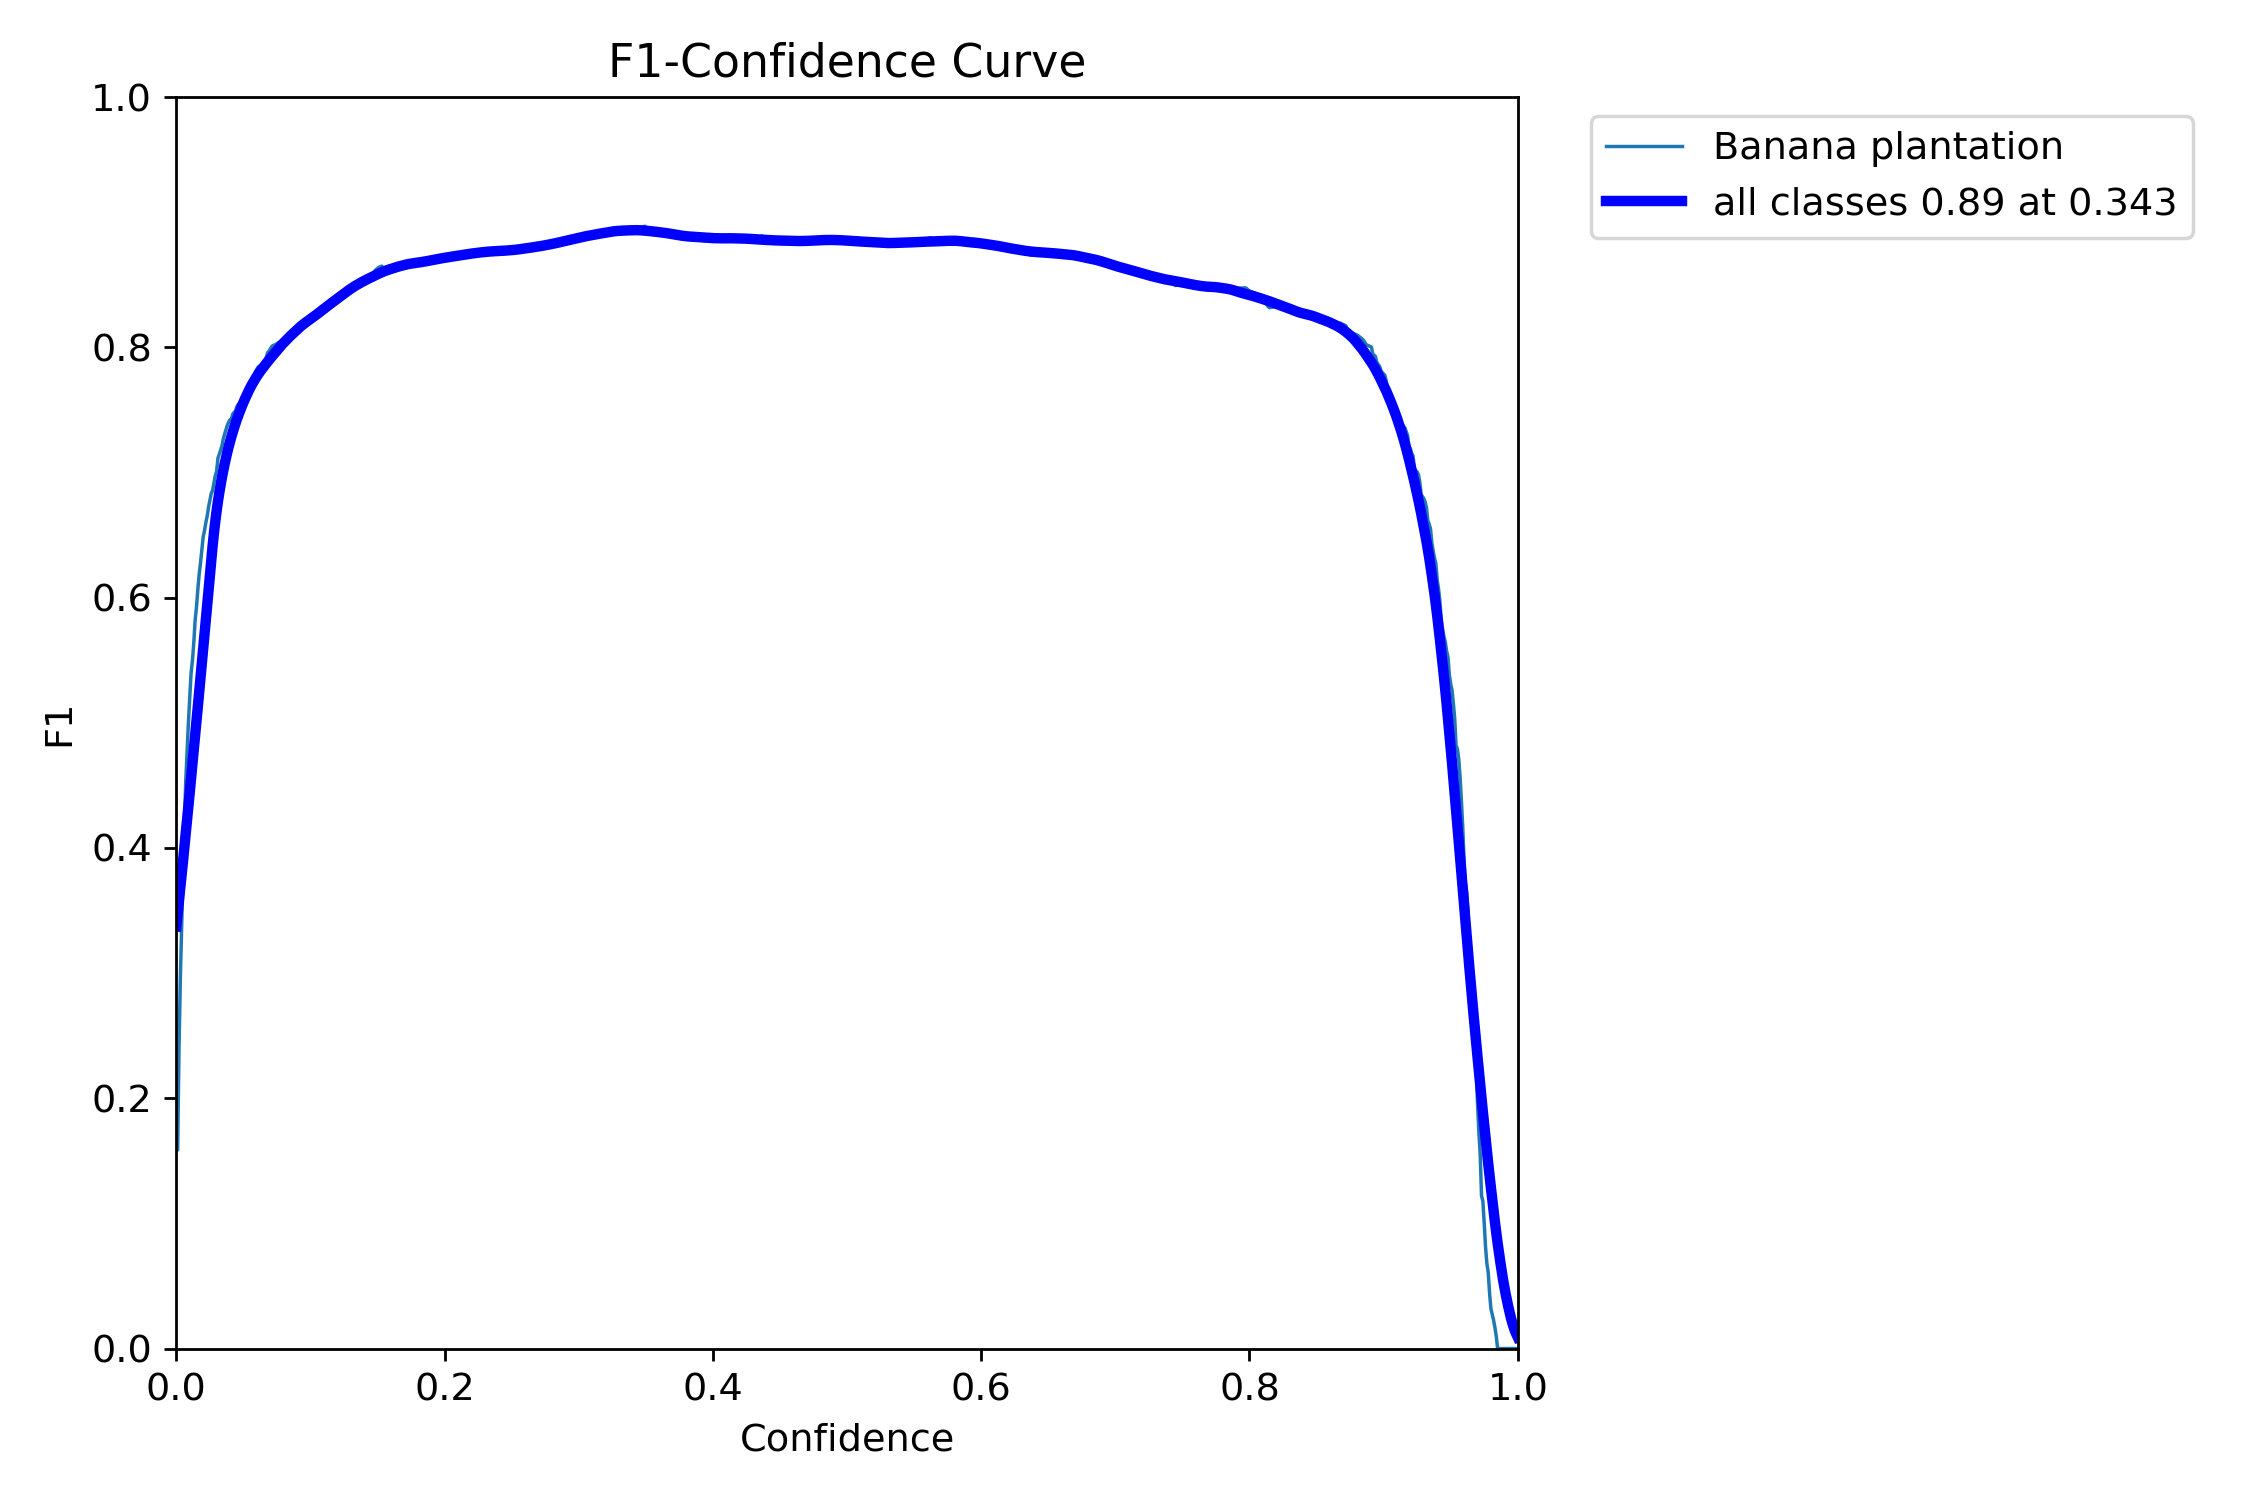 F1-Confidence Curve
1.0
0.8
0.6
0.4
0.2
0.0
F1
0.0 0.2 0.4 0.6 0.8 1.0
Confidence
Banana plantation
all classes 0.89 at 0.343